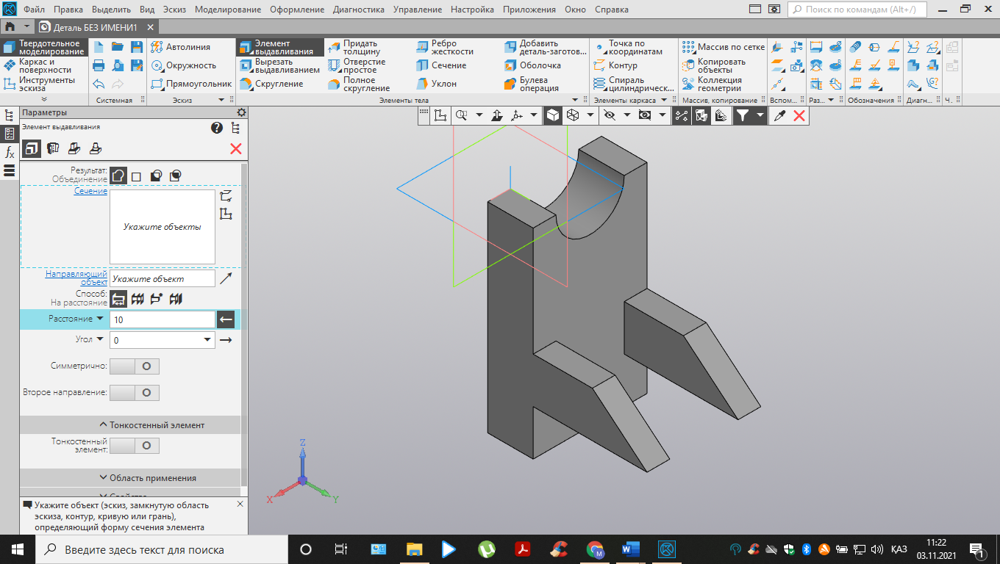 Файл Правка Выделить Вид Эскиз Моделирование Оформление Диагностика Управление Настройка Приложения Окно Справка
Поиск по командам (Alt+/)
Деталь БЕЗ ИМЕНИ1
Твердотельное
моделирование
Каркас и
поверхности
Инструменты
эскиза
Системная
Автолиния
Окружность
Прямоугольник
Эскиз
Элемент
выдавливания
Вырезать
выдавливанием
Скругление
Придать
толщину
Отверстие
простое
Полное
скругление
Ребро
жесткости
Сечение
Уклон
Добавить
деталь-заготов...
Оболочка
Булева
операция
Элементы тела
Точка по
координатам
Контур
Спираль
цилиндрическ...
Элементы каркаса
Массив по сетке
Копировать
объекты
Коллекция
геометрии
Массив, копирование
Вспом...
Раз...
Обозначения
Диагн...
Ч..
Параметры
Элемент выдавливания
Результат:
Объединение
Сечение
Укажите объекты
Направляющий
объект
Укажите объект
Способ:
На расстояние
Расстояние
10
Угол
0
Симметрично:
Второе направление:
Тонкостенный элемент
Тонкостенный
элемент:
Область применения
Свойства
Укажите объект (эскиз, замкнутую область
эскиза, контур, кривую или грань),
определяющий форму сечения элемента
Z
X
Y
Введите здесь текст для поиска
ҚАЗ
11:22
03.11.2021
1